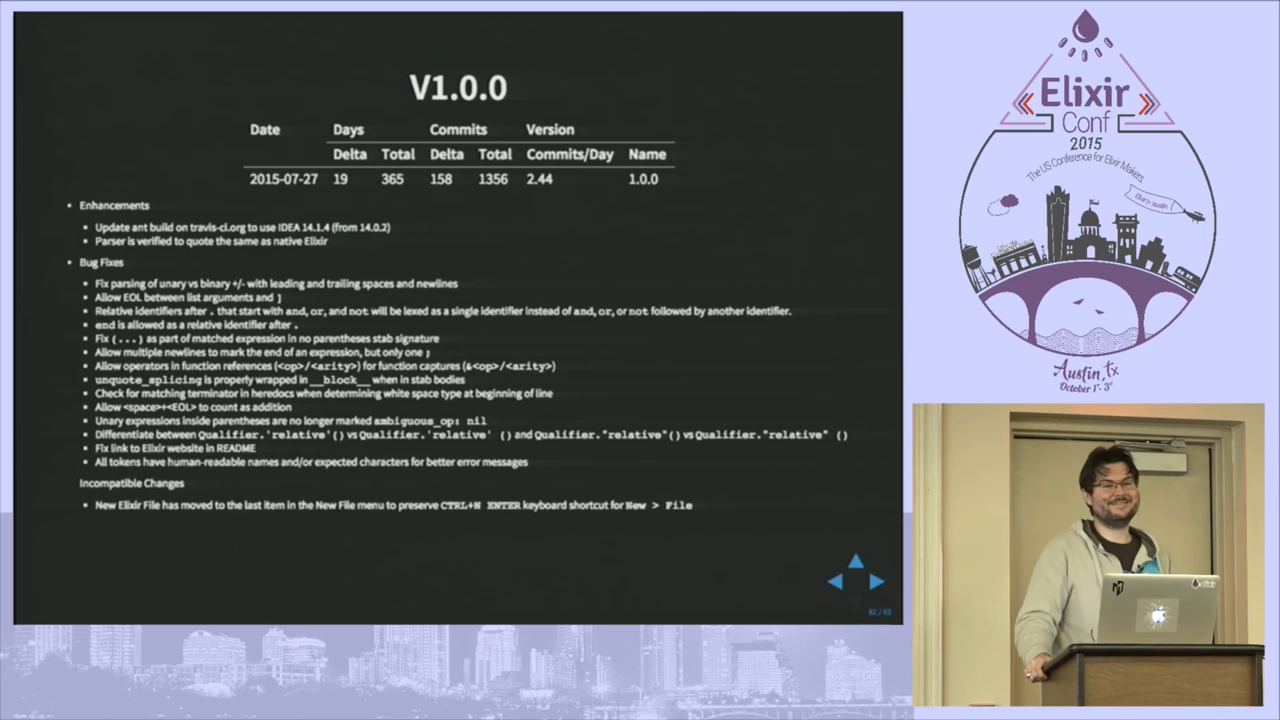 V1.0.0
Date Days Commits Version
Delta Total Delta Total Commits/Day Name
2015-07-27 19 365 158 1356 2.44 1.0.0
Enhancements
Update ant build on travis-ci.org to use IDEA 14.1.4 (from 14.0.2)
Parser is verified to quote the same as native Elixir
Bug Fixes
Fix parsing of unary vs binary +/- with leading and trailing spaces and newlines
Allow EOL between list arguments and ]
Relative identifiers after . that start with and, or, and not will be lexed as a single identifier instead of and, or, or not followed by another identifier.
end is allowed as a relative identifier after .
Fix (...) as part of matched expression in no parentheses stab signature
Allow multiple newlines to mark the end of an expression, but only one ;
Allow operators in function references (<op>/<arity>) for function captures (&<op>/<arity>)
unquote_splicing is properly wrapped in __block__ when in stab bodies
Check for matching terminator in heredocs when determining white space type at beginning of line
Allow <space>+<EOL> to count as addition
Unary expressions inside parentheses are no longer marked ambiguous_op: nil
Differentiate between Qualifier.'relative'() vs Qualifier.'relative' () and Qualifier."relative"() vs Qualifier."relative" ()
Fix link to Elixir website in README
All tokens have human-readable names and/or expected characters for better error messages
Incompatible Changes
New Elixir File has moved to the last item in the New File menu to preserve CTRL+N ENTER keyboard shortcut for New > File
82 / 83
Elixir
Conf
2015
The US Conference for Elixir Makers
Austin, TX
October 1st - 3rd